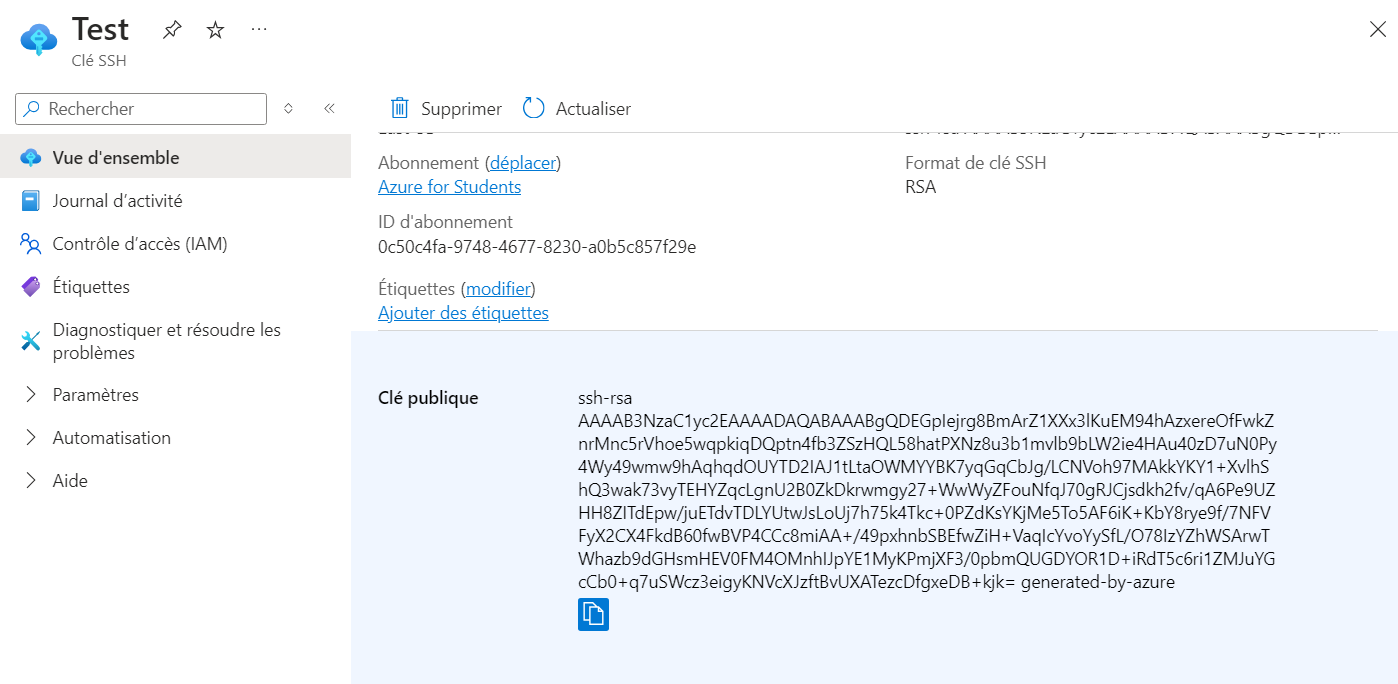 Test
Clé SSH
Rechercher
Supprimer
Actualiser
Vue d'ensemble
Journal d’activité
Contrôle d’accès (IAM)
Étiquettes
Diagnostiquer et résoudre les
problèmes
Paramètres
Automatisation
Aide
Abonnement (déplacer)
Azure for Students
Format de clé SSH
RSA
ID d'abonnement
0c50c4fa-9748-4677-8230-a0b5c857f29e
Étiquettes (modifier)
Ajouter des étiquettes
Clé publique
ssh-rsa
AAAAB3NzaC1yc2EAAAADAQABAAABgQDEGpIejrg8BmArZ1XXx3lKuEM94hAzxereOfFwkZ
nrMnc5rVhoe5wqpkiqDQptn4fb3ZSzHQL58hatPXNz8u3b1mvlb9bLW2ie4HAu40zD7uN0Py
4Wy49wmw9hAqhqdOUYTD2IAJ1tLtaOWMYYBK7yqGqCbJg/LCNVoh97MAkkYKY1+XvlhS
hQ3wak73vyTEHYZqcLgnU2B0ZkDkrwmgy27+WwWyZFouNfqJ70gRJCjsdkh2fv/qA6Pe9UZ
HH8ZITdEpw/juETdvTDLYUtwJsLoUj7h75k4Tkc+0PZdKsYKjMe5To5AF6iK+KbY8rye9f/7NFV
FyX2CX4FkdB60fwBVP4CCc8miAA+/49pxhnbSBEfwZiH+VaqIcYvoYySfL/O78IzYZhWSArwT
Whazb9dGHsmHEV0FM4OMnhIJpYE1MyKPmjXF3/0pbmQUGDYOR1D+iRdT5c6ri1ZMJuYG
cCb0+q7uSWcz3eigyKNVcXJzftBvUXATezcDfgxeDB+kjk= generated-by-azure